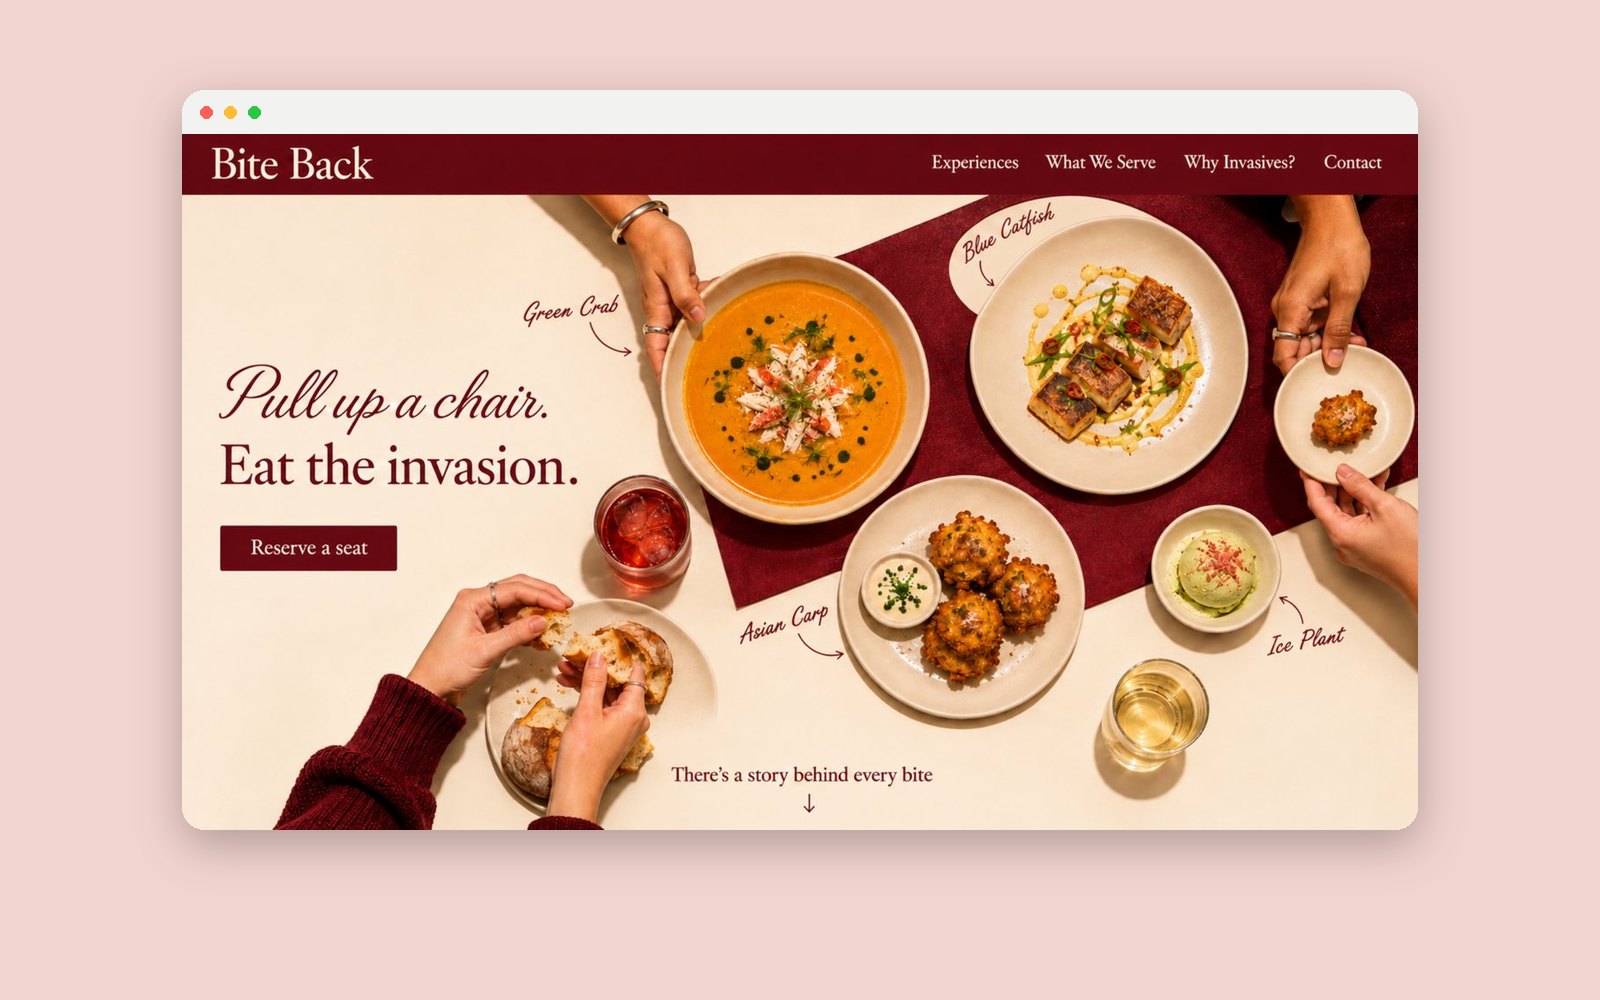 Bite Back
Experiences
What We Serve
Why Invasives?
Contact
Blue Catfish
Green Crab
Pull up a chair.
Eat the invasion.
Reserve a seat
Asian Carp
Ice Plant
There's a story behind every bite